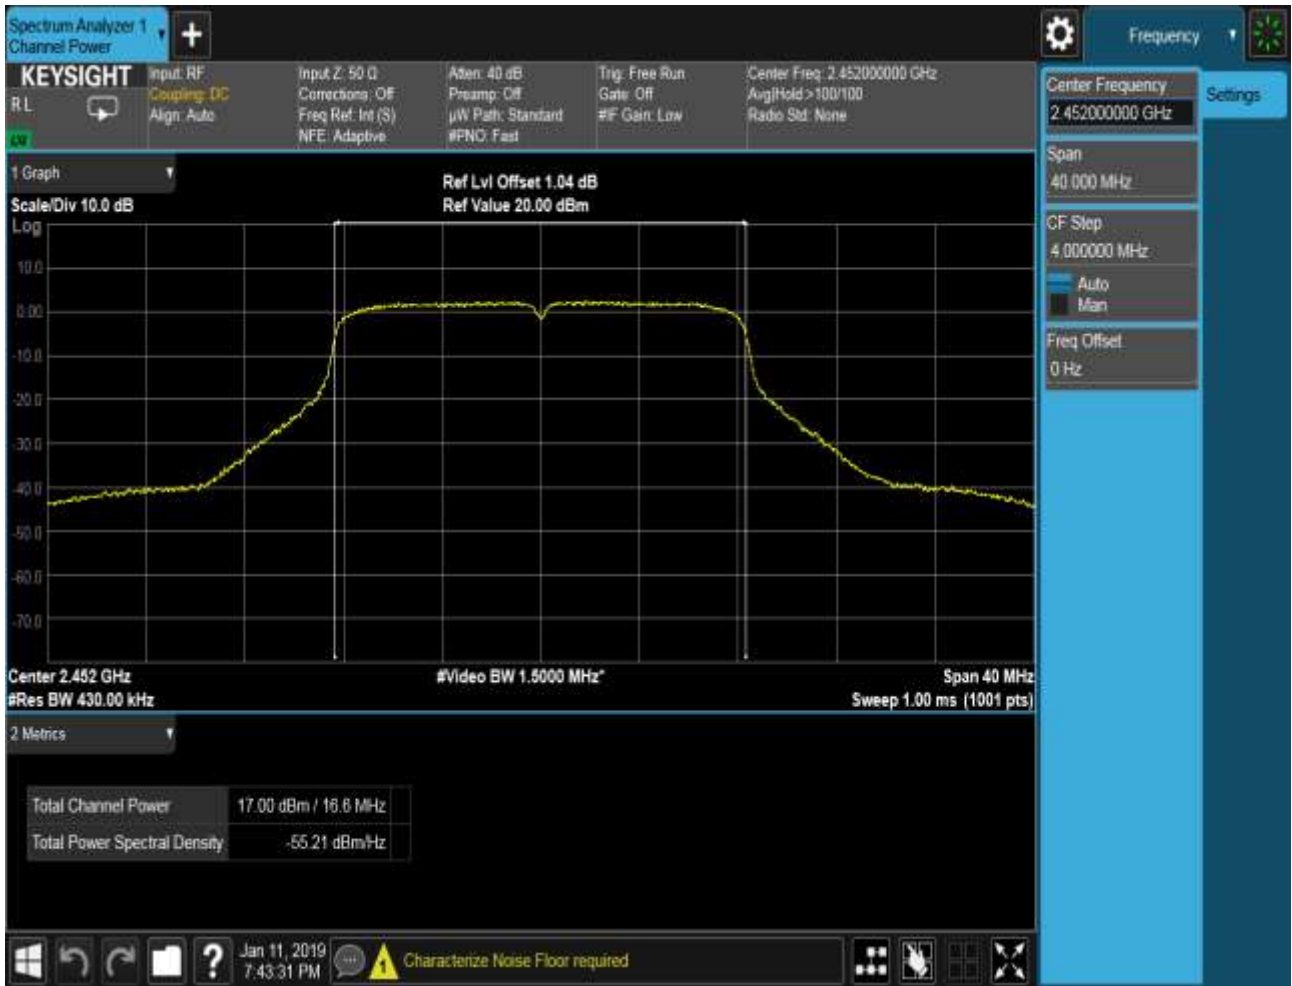 Spectrum Analyzer 1
Channel Power
Frequency
KEYSIGHT
R L
Input: RF
Coupling: DC
Align: Auto
Input Z: 50 Ω
Corrections: Off
Freq Ref: Int (S)
NFE: Adaptive
Atten: 40 dB
Preamp: Off
µW Path: Standard
#PNO: Fast
Trig: Free Run
Gate: Off
#IF Gain: Low
Center Freq: 2.452000000 GHz
Avg|Hold:>100/100
Radio Std: None
Center Frequency
2.452000000 GHz
Settings
Span
40.000 MHz
CF Step
4.000000 MHz
Auto
Man
Freq Offset
0 Hz
1 Graph
Scale/Div 10.0 dB
Ref Lvl Offset 1.04 dB
Ref Value 20.00 dBm
Log
10.0
0.00
-10.0
-20.0
-30.0
-40.0
-50.0
-60.0
-70.0
Center 2.452 GHz
#Video BW 1.5000 MHz*
Span 40 MHz
#Res BW 430.00 kHz
Sweep 1.00 ms (1001 pts)
2 Metrics
Total Channel Power 17.00 dBm / 16.6 MHz
Total Power Spectral Density -55.21 dBm/Hz
Jan 11, 2019
7:43:31 PM
1
Characterize Noise Floor required